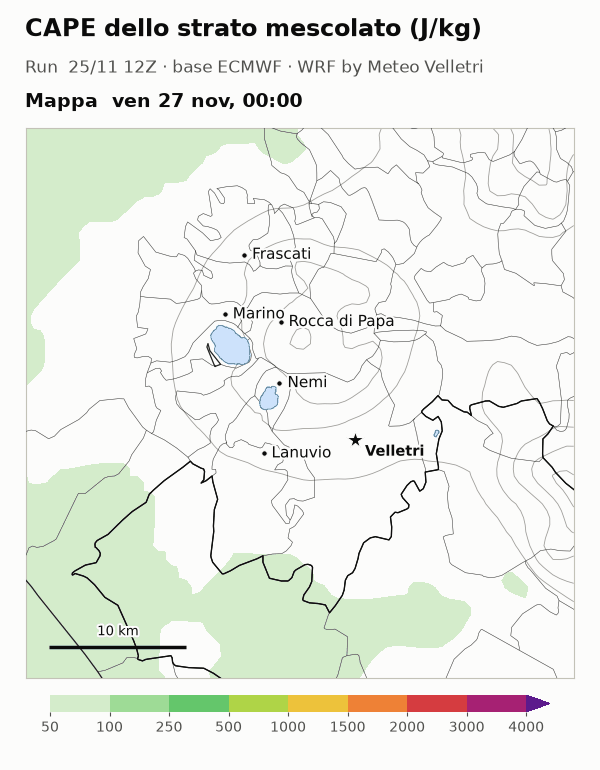 CAPE dello strato mescolato (J/kg)
Run  25/11 12Z · base ECMWF · WRF by Meteo Velletri
Mappa  ven 27 nov, 00:00
Frascati
Marino
Rocca di Papa
Nemi
Velletri
Lanuvio
10 km
50 100 250 500 1000 1500 2000 3000 4000